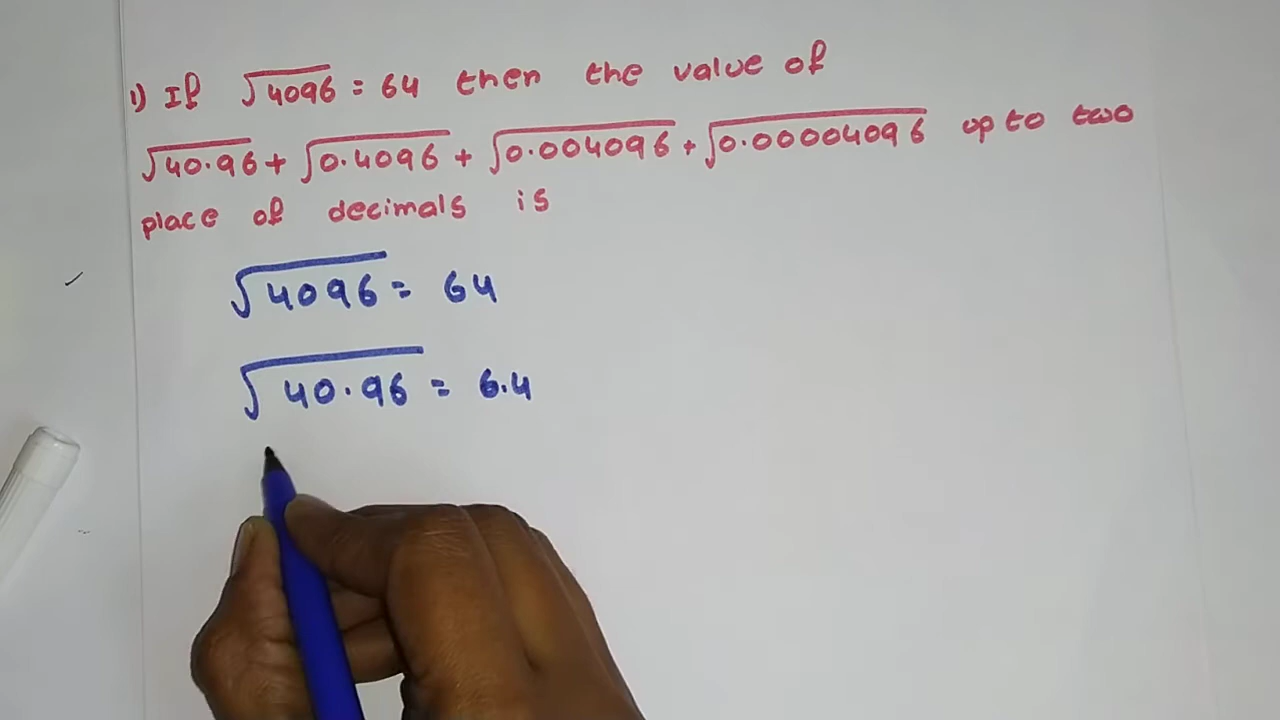 1) If √4096 = 64 then the value of
√40.96 + √0.4096 + √0.004096 + √0.00004096 up to two
place of decimals is
√4096 = 64
√40.96 = 6.4